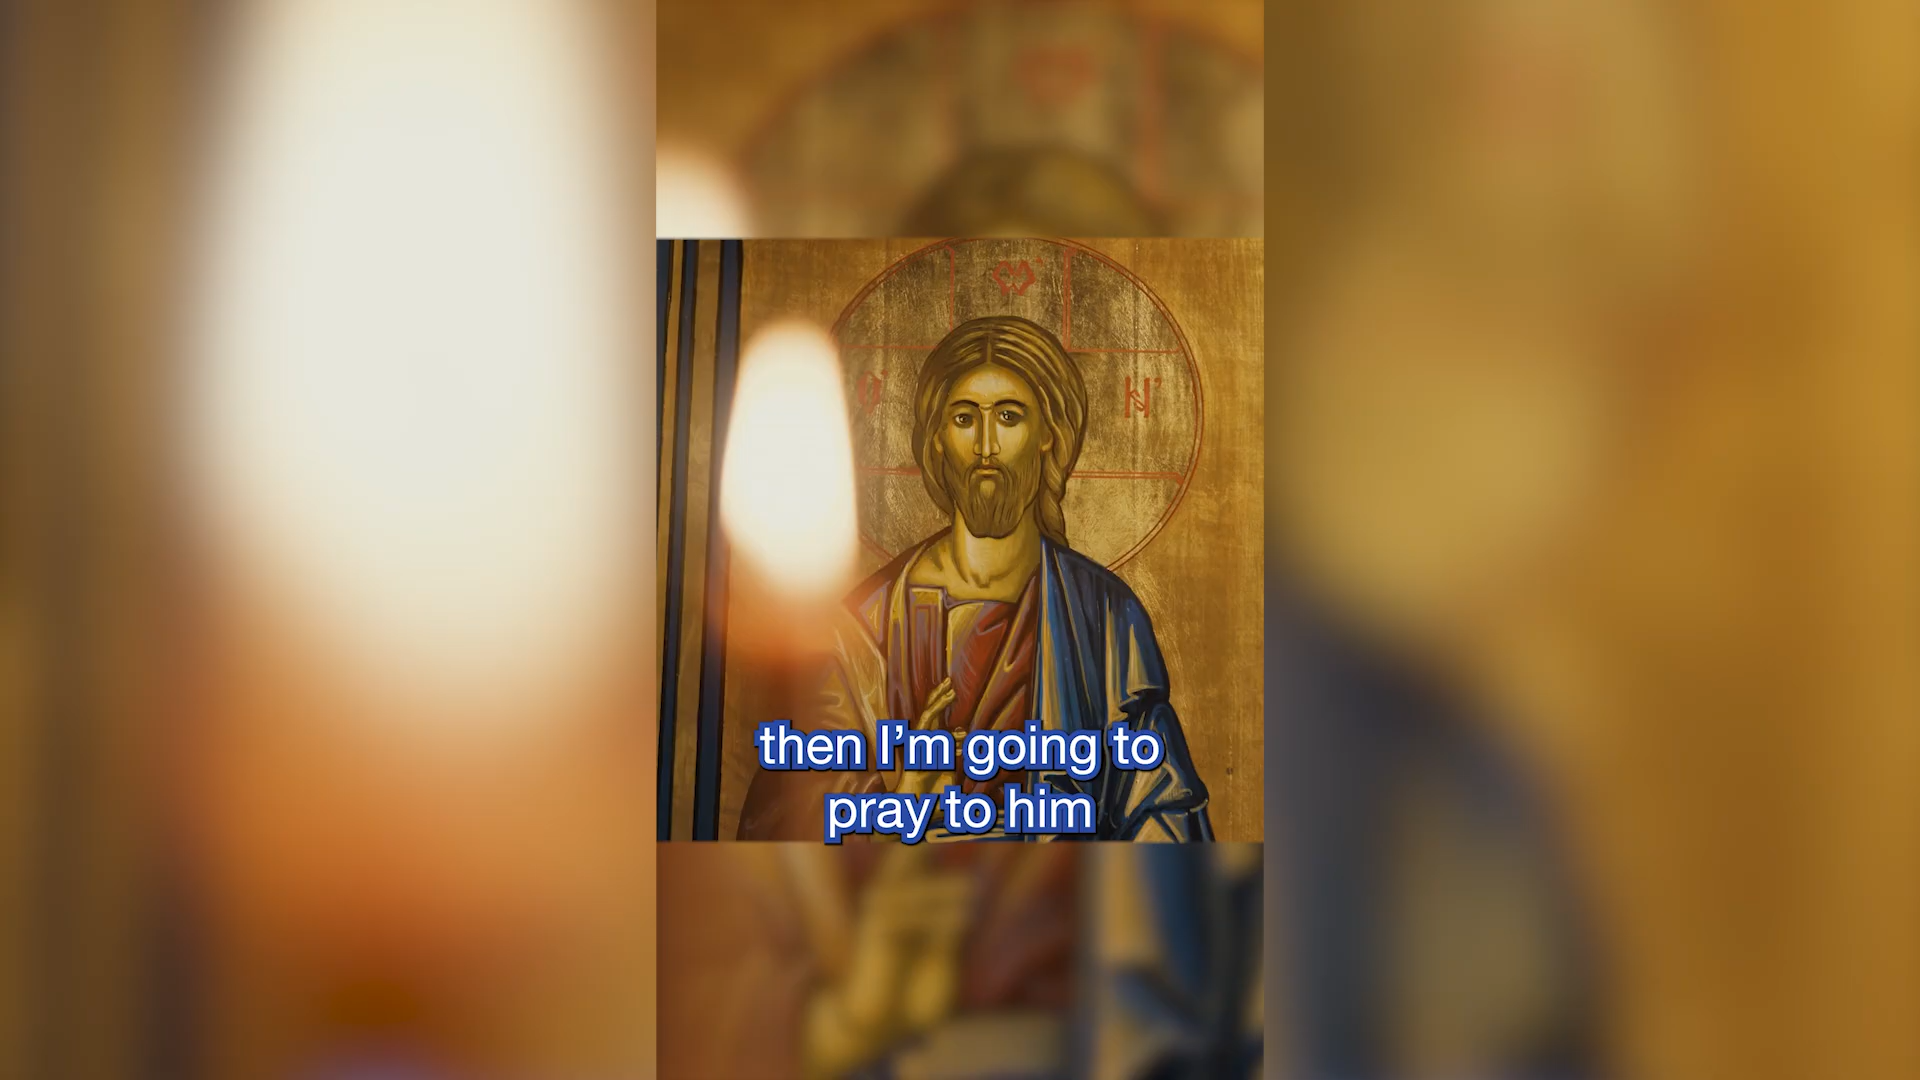 ὤ
Ὁ
Ν
then I'm going to
pray to him